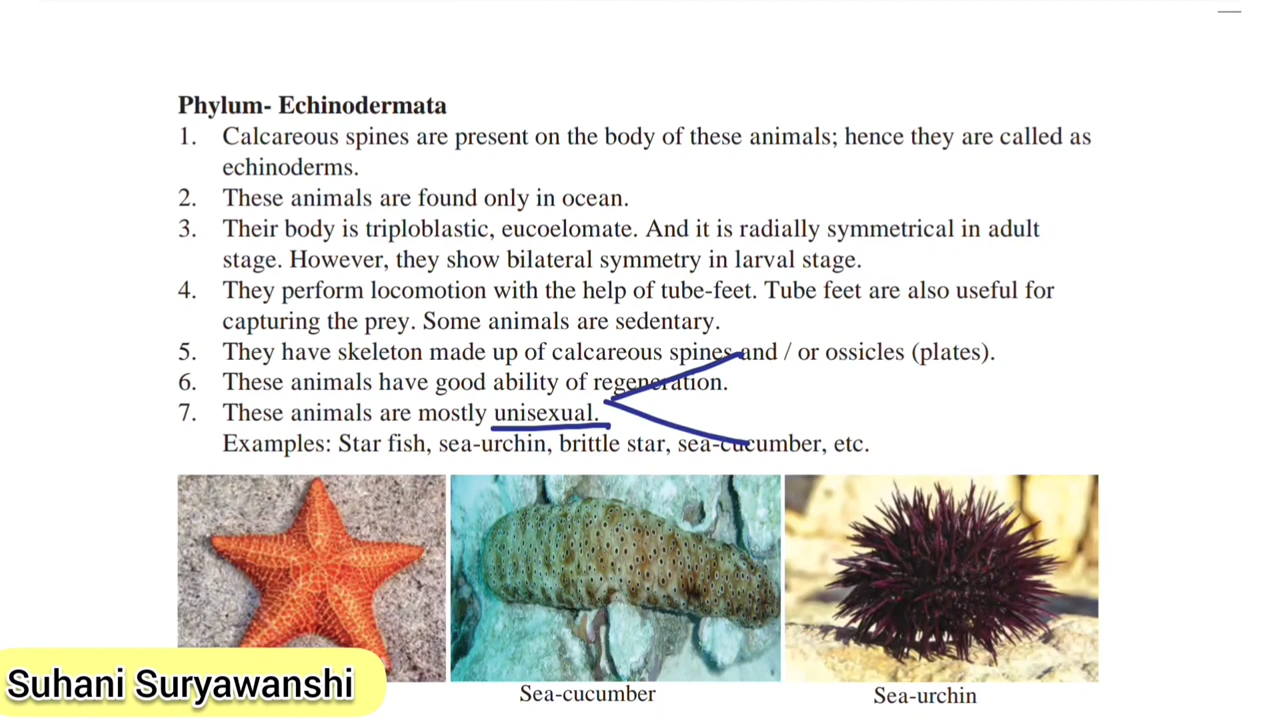 Phylum- Echinodermata
1. Calcareous spines are present on the body of these animals; hence they are called as
echinoderms.
2. These animals are found only in ocean.
3. Their body is triploblastic, eucoelomate. And it is radially symmetrical in adult
stage. However, they show bilateral symmetry in larval stage.
4. They perform locomotion with the help of tube-feet. Tube feet are also useful for
capturing the prey. Some animals are sedentary.
5. They have skeleton made up of calcareous spines and / or ossicles (plates).
6. These animals have good ability of regeneration.
7. These animals are mostly unisexual.
Examples: Star fish, sea-urchin, brittle star, sea-cucumber, etc.
Suhani Suryawanshi
Sea-cucumber
Sea-urchin